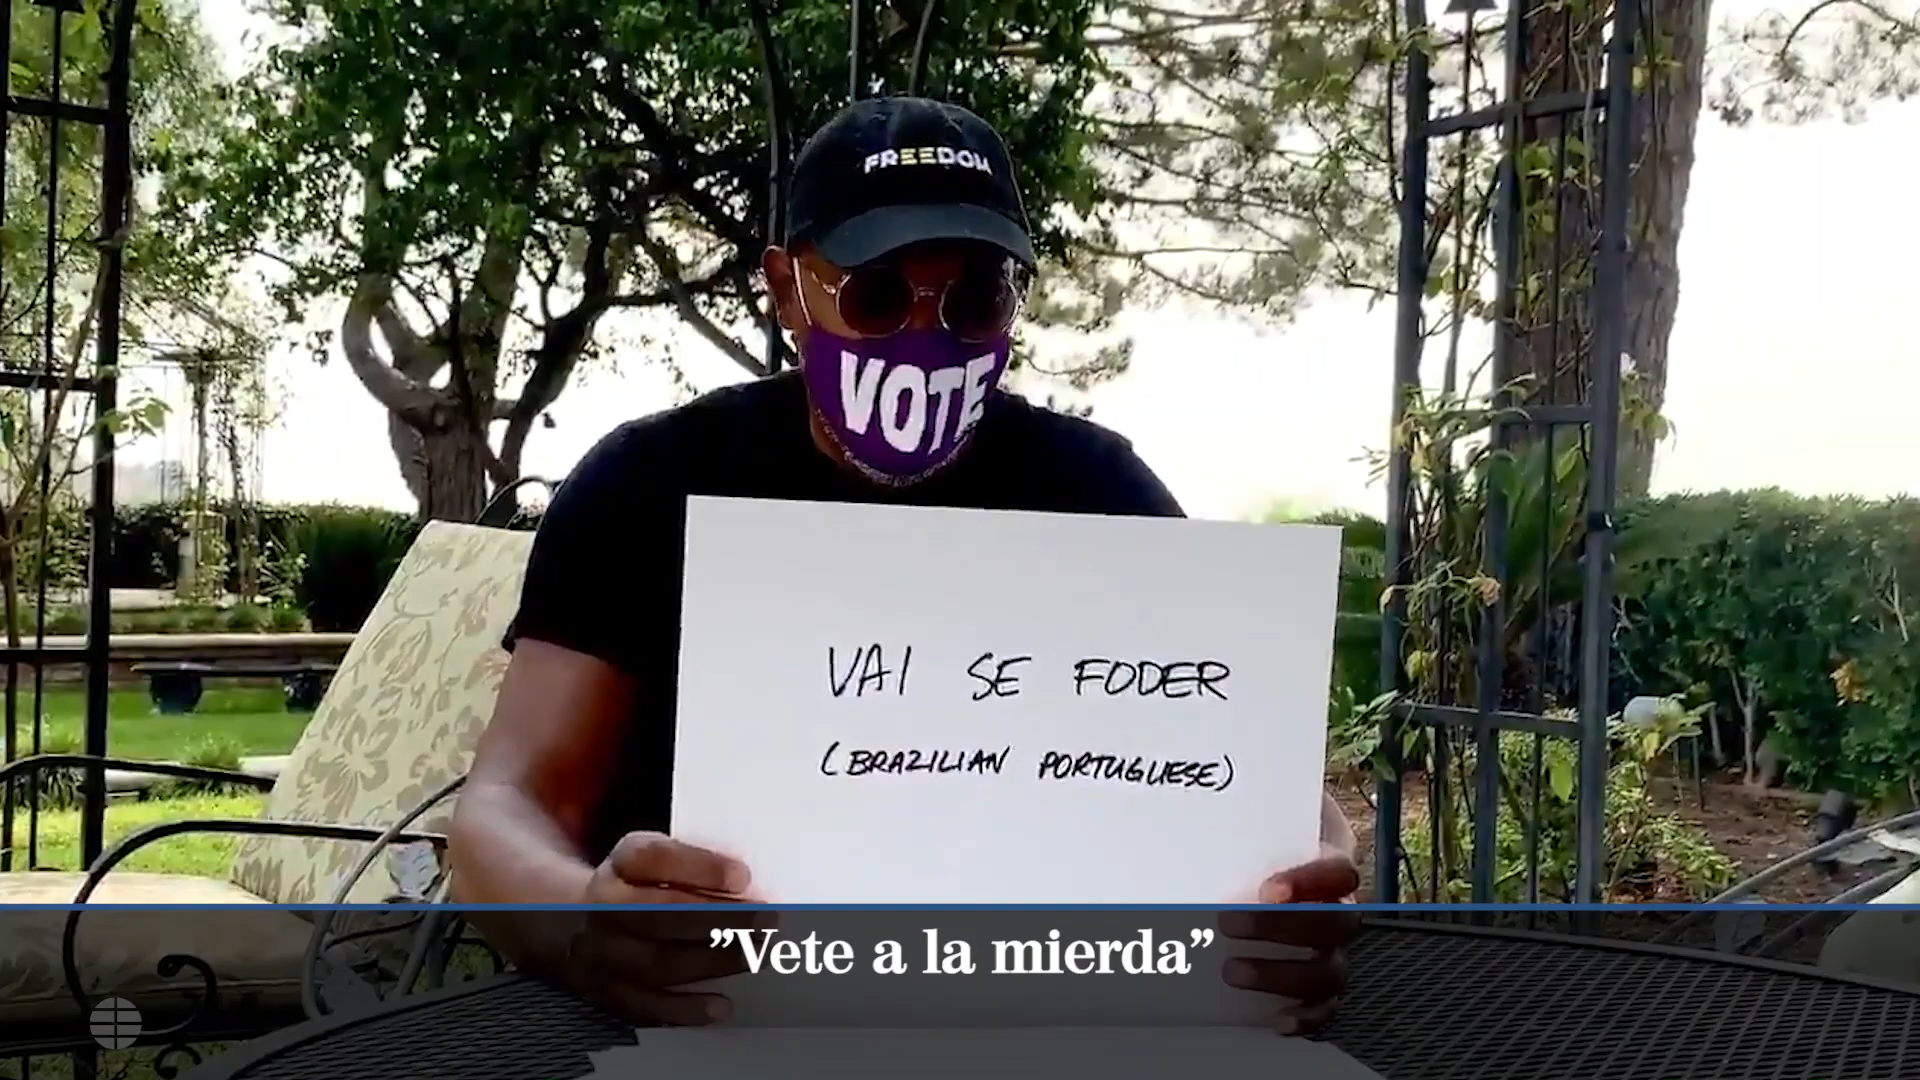 FREEDOM
VOTE
VAI SE FODER
(BRAZILIAN PORTUGUESE)
”Vete a la mierda”